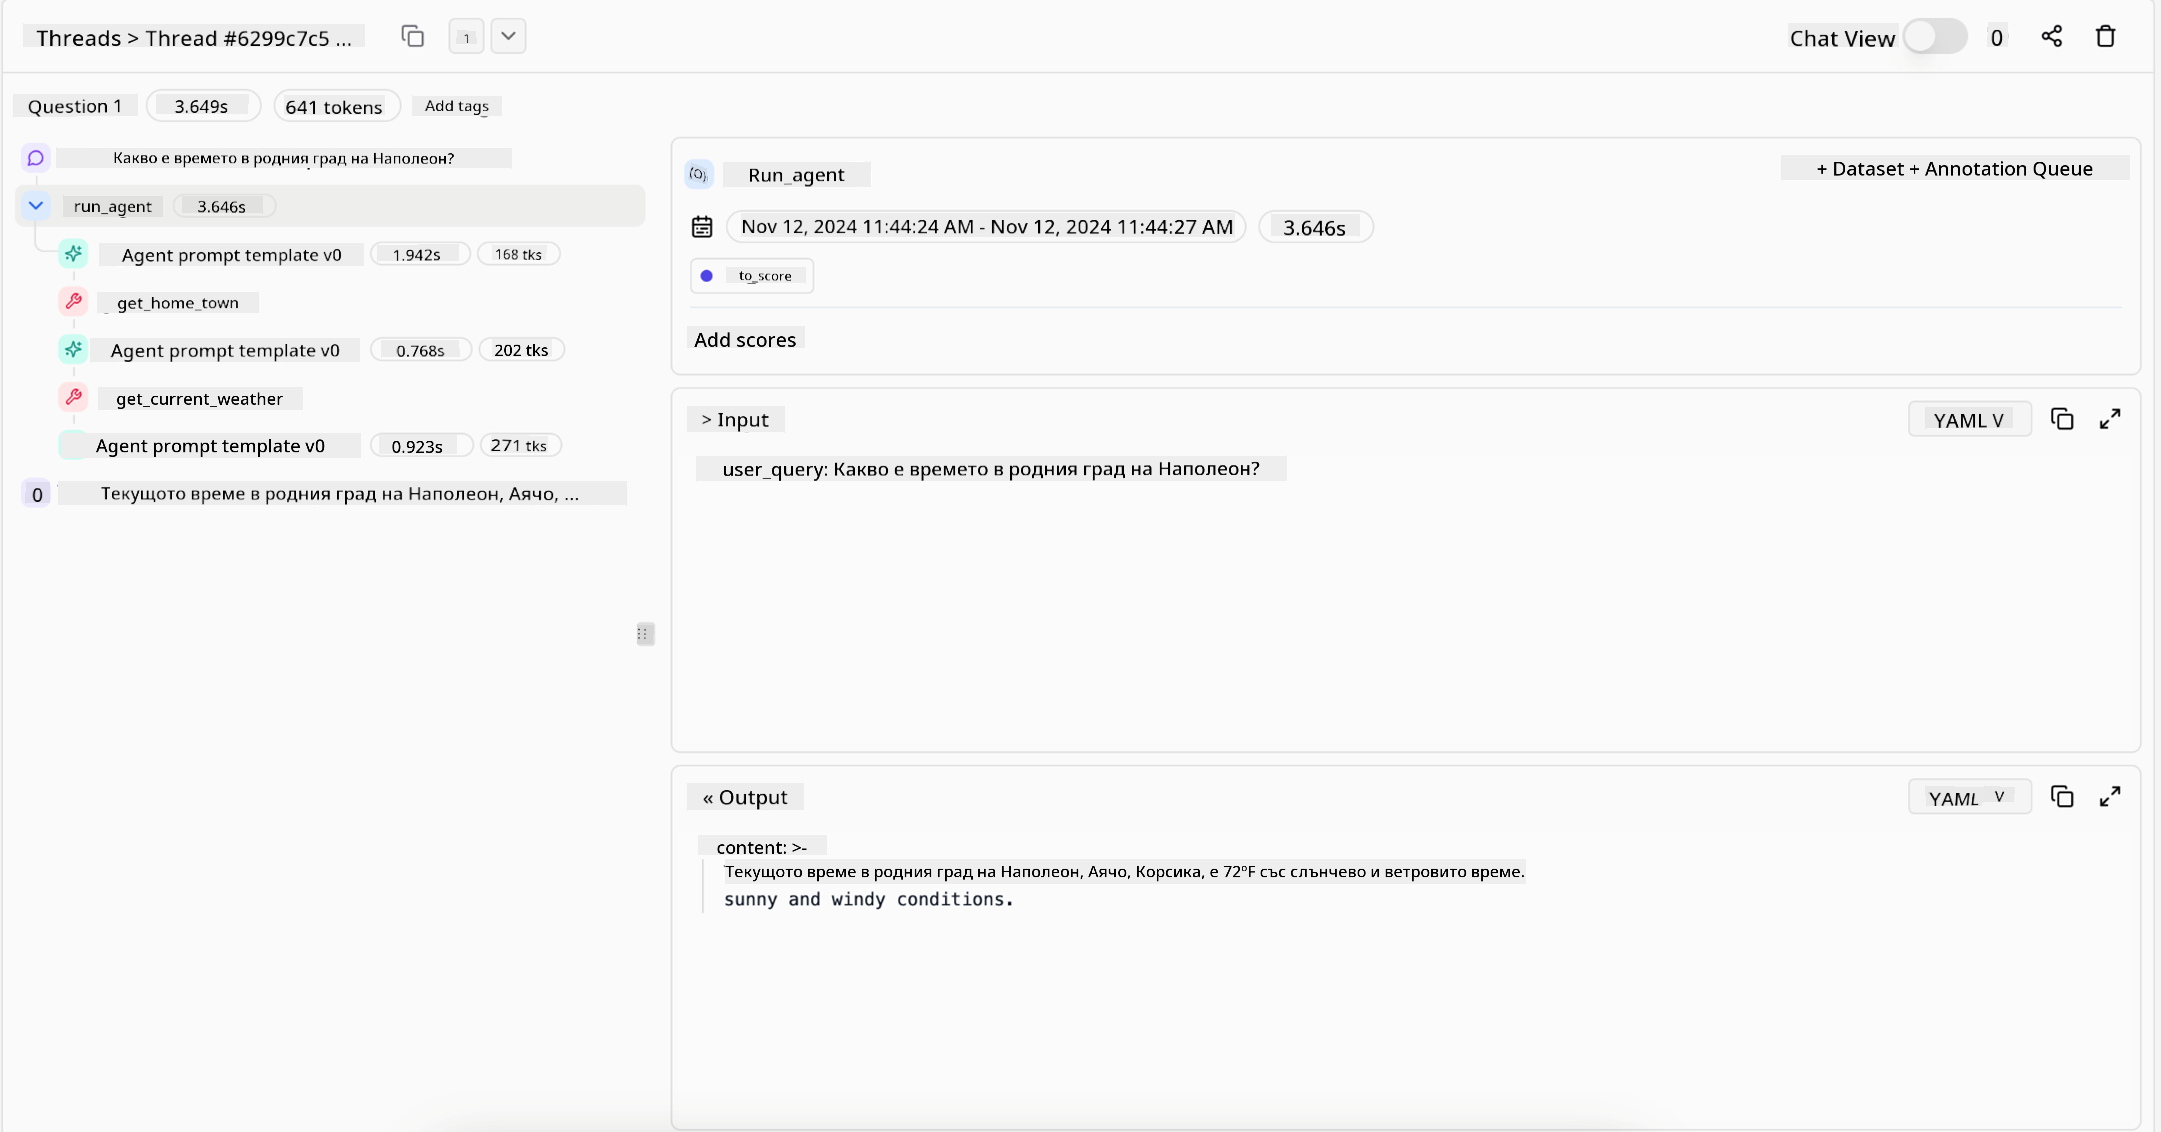 Threads > Thread #6299c7c5 ...
1
Chat View
0
Question 1
3.649s
641 tokens
Add tags
Какво е времето в родния град на Наполеон?
run_agent
3.646s
Agent prompt template v0
1.942s
168 tks
get_home_town
Agent prompt template v0
0.768s
202 tks
get_current_weather
Agent prompt template v0
0.923s
271 tks
0
Текущото време в родния град на Наполеон, Аячо, ...
Run_agent
+ Dataset + Annotation Queue
Nov 12, 2024 11:44:24 AM - Nov 12, 2024 11:44:27 AM
3.646s
to_score
Add scores
> Input
YAML V
user_query: Какво е времето в родния град на Наполеон?
« Output
YAML V
content: >-
Текущото време в родния град на Наполеон, Аячо, Корсика, е 72°F със слънчево и ветровито време.
sunny and windy conditions.